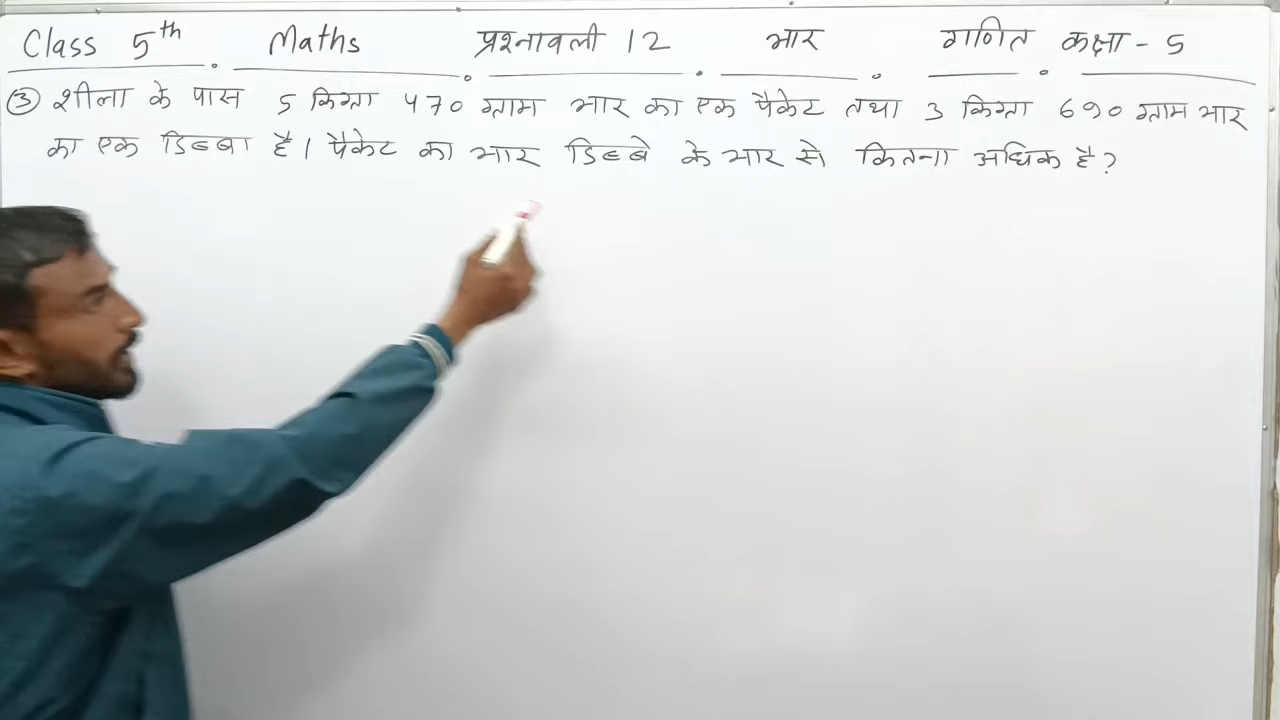 Class 5th Maths प्रश्नावली 12 भार गणित कक्षा - 5
③ शीला के पास 5 किग्रा 470 ग्राम भार का एक पैकेट तथा 3 किग्रा 690 ग्राम भार
का एक डिब्बा है। पैकेट का भार डिब्बे के भार से कितना अधिक है?